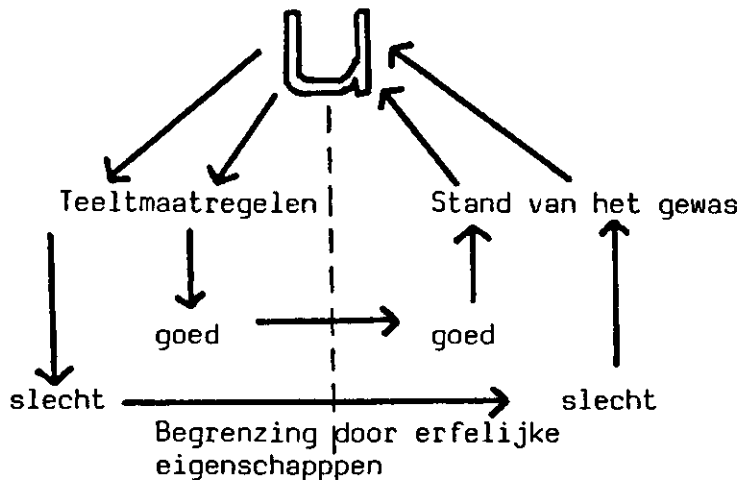 U
Teeltmaatregelen Stand van het gewas
goed goed
slecht slecht
Begrenzing door erfelijke
eigenschapppen